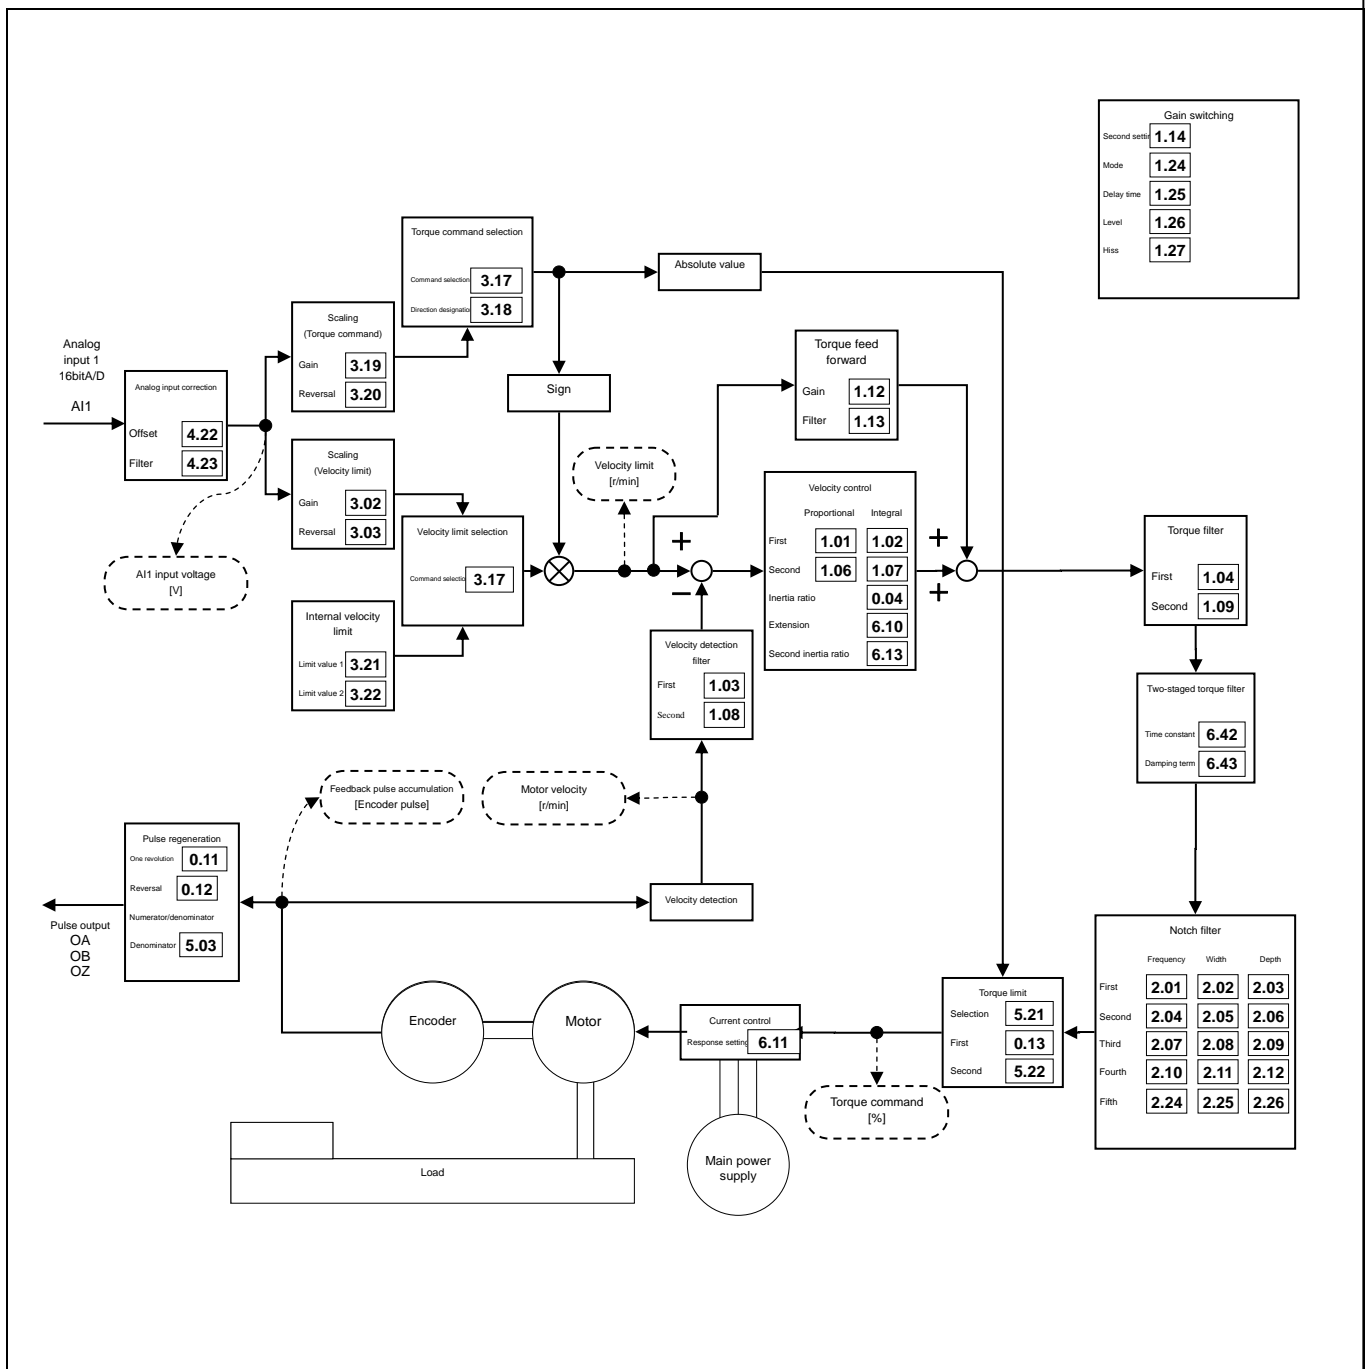 Gain switching
Second settin 1.14
Mode 1.24
Delay time 1.25
Level 1.26
Hiss 1.27
Torque command selection
Command selection 3.17
Direction designatio 3.18
Absolute value
Scaling
(Torque command)
Gain 3.19
Reversal 3.20
Analog
input 1
16bitA/D
AI1
Analog input correction
Offset 4.22
Filter 4.23
Sign
Torque feed
forward
Gain 1.12
Filter 1.13
Scaling
(Velocity limit)
Gain 3.02
Reversal 3.03
Velocity limit
[r/min]
Velocity limit selection
Command selectio 3.17
AI1 input voltage
[V]
Internal velocity
limit
Limit value 1 3.21
Limit value 2 3.22
+
−
Velocity control
Proportional Integral
First 1.01 1.02
Second 1.06 1.07
Inertia ratio 0.04
Extension 6.10
Second inertia ratio 6.13
+
+
Torque filter
First 1.04
Second 1.09
Velocity detection
filter
First 1.03
Second 1.08
Two-staged torque filter
Time constant 6.42
Damping term 6.43
Feedback pulse accumulation
[Encoder pulse]
Motor velocity
[r/min]
Pulse regeneration
One revolution 0.11
Reversal 0.12
Numerator/denominator
Denominator 5.03
Pulse output
OA
OB
OZ
Velocity detection
Notch filter
Frequency Width Depth
First 2.01 2.02 2.03
Second 2.04 2.05 2.06
Third 2.07 2.08 2.09
Fourth 2.10 2.11 2.12
Fifth 2.24 2.25 2.26
Torque limit
Selection 5.21
First 0.13
Second 5.22
Encoder
Motor
Current control
Response setting 6.11
Torque command
[%]
Main power
supply
Load